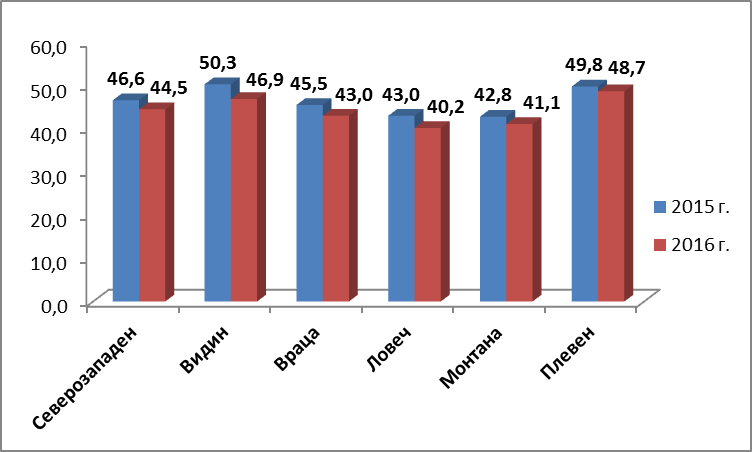 60,0
50,0
40,0
30,0
20,0
10,0
0,0
46,6
44,5
50,3
46,9
45,5
43,0
43,0
40,2
42,8
41,1
49,8
48,7
Северозападен
Видин
Враца
Ловеч
Монтана
Плевен
2015 г.
2016 г.